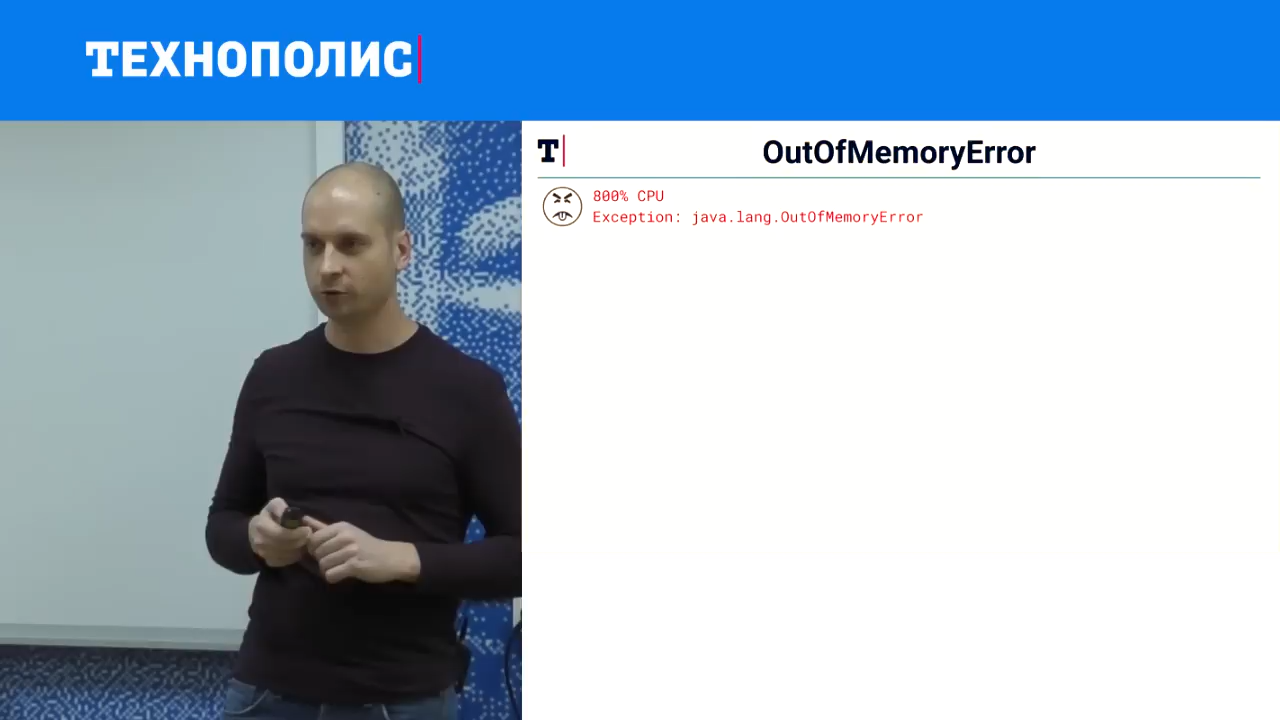 ТЕХНОПОЛИС
T
OutOfMemoryError
800% CPU
Exception: java.lang.OutOfMemoryError